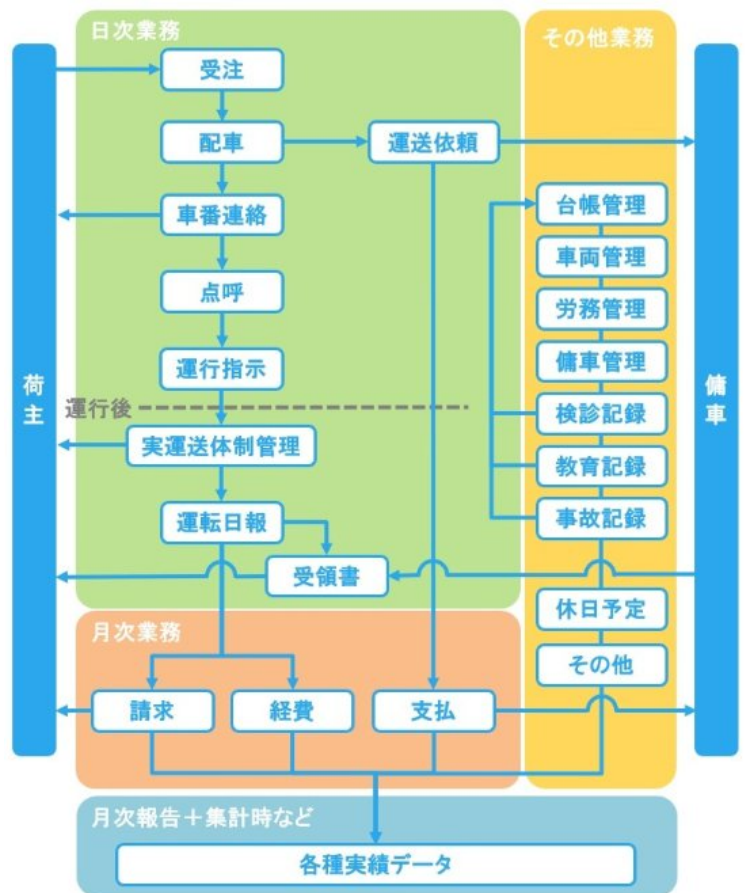 日次業務
その他業務
受注
配車
運送依頼
車番連絡
点呼
運行指示
運行後
実運送体制管理
運転日報
受領書
台帳管理
車両管理
労務管理
傭車管理
検診記録
教育記録
事故記録
休日予定
その他
荷主
傭車
月次業務
請求
経費
支払
月次報告+集計時など
各種実績データ